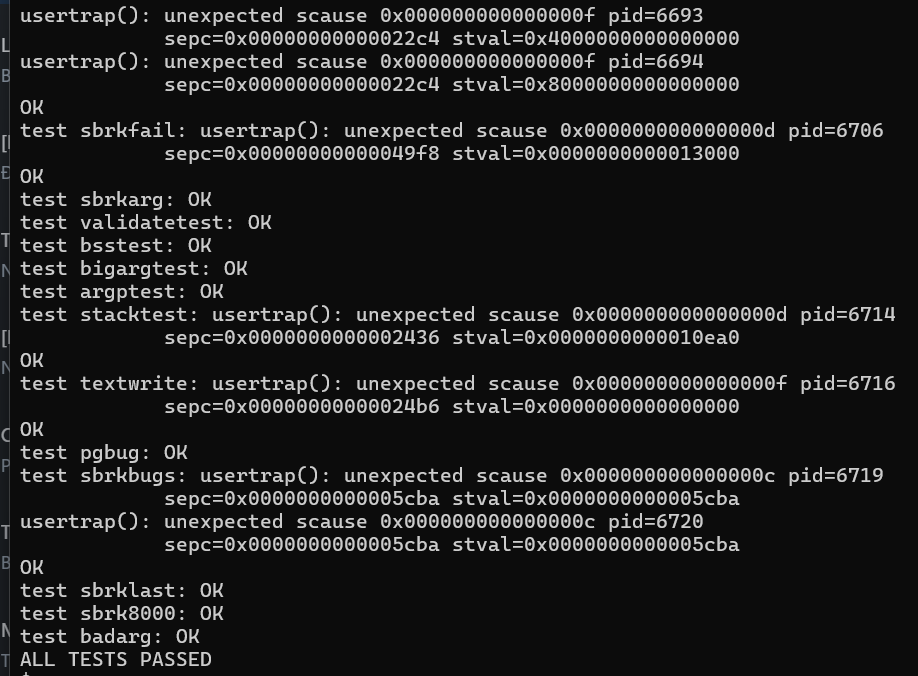 usertrap(): unexpected scause 0x000000000000000f pid=6693
            sepc=0x00000000000022c4 stval=0x4000000000000000
usertrap(): unexpected scause 0x000000000000000f pid=6694
            sepc=0x00000000000022c4 stval=0x8000000000000000
OK
test sbrkfail: usertrap(): unexpected scause 0x000000000000000d pid=6706
            sepc=0x00000000000049f8 stval=0x0000000000013000
OK
test sbrkarg: OK
test validatetest: OK
test bsstest: OK
test bigargtest: OK
test argptest: OK
test stacktest: usertrap(): unexpected scause 0x000000000000000d pid=6714
            sepc=0x0000000000002436 stval=0x0000000000010ea0
OK
test textwrite: usertrap(): unexpected scause 0x000000000000000f pid=6716
            sepc=0x00000000000024b6 stval=0x0000000000000000
OK
test pgbug: OK
test sbrkbugs: usertrap(): unexpected scause 0x000000000000000c pid=6719
            sepc=0x0000000000005cba stval=0x0000000000005cba
usertrap(): unexpected scause 0x000000000000000c pid=6720
            sepc=0x0000000000005cba stval=0x0000000000005cba
OK
test sbrklast: OK
test sbrk8000: OK
test badarg: OK
ALL TESTS PASSED